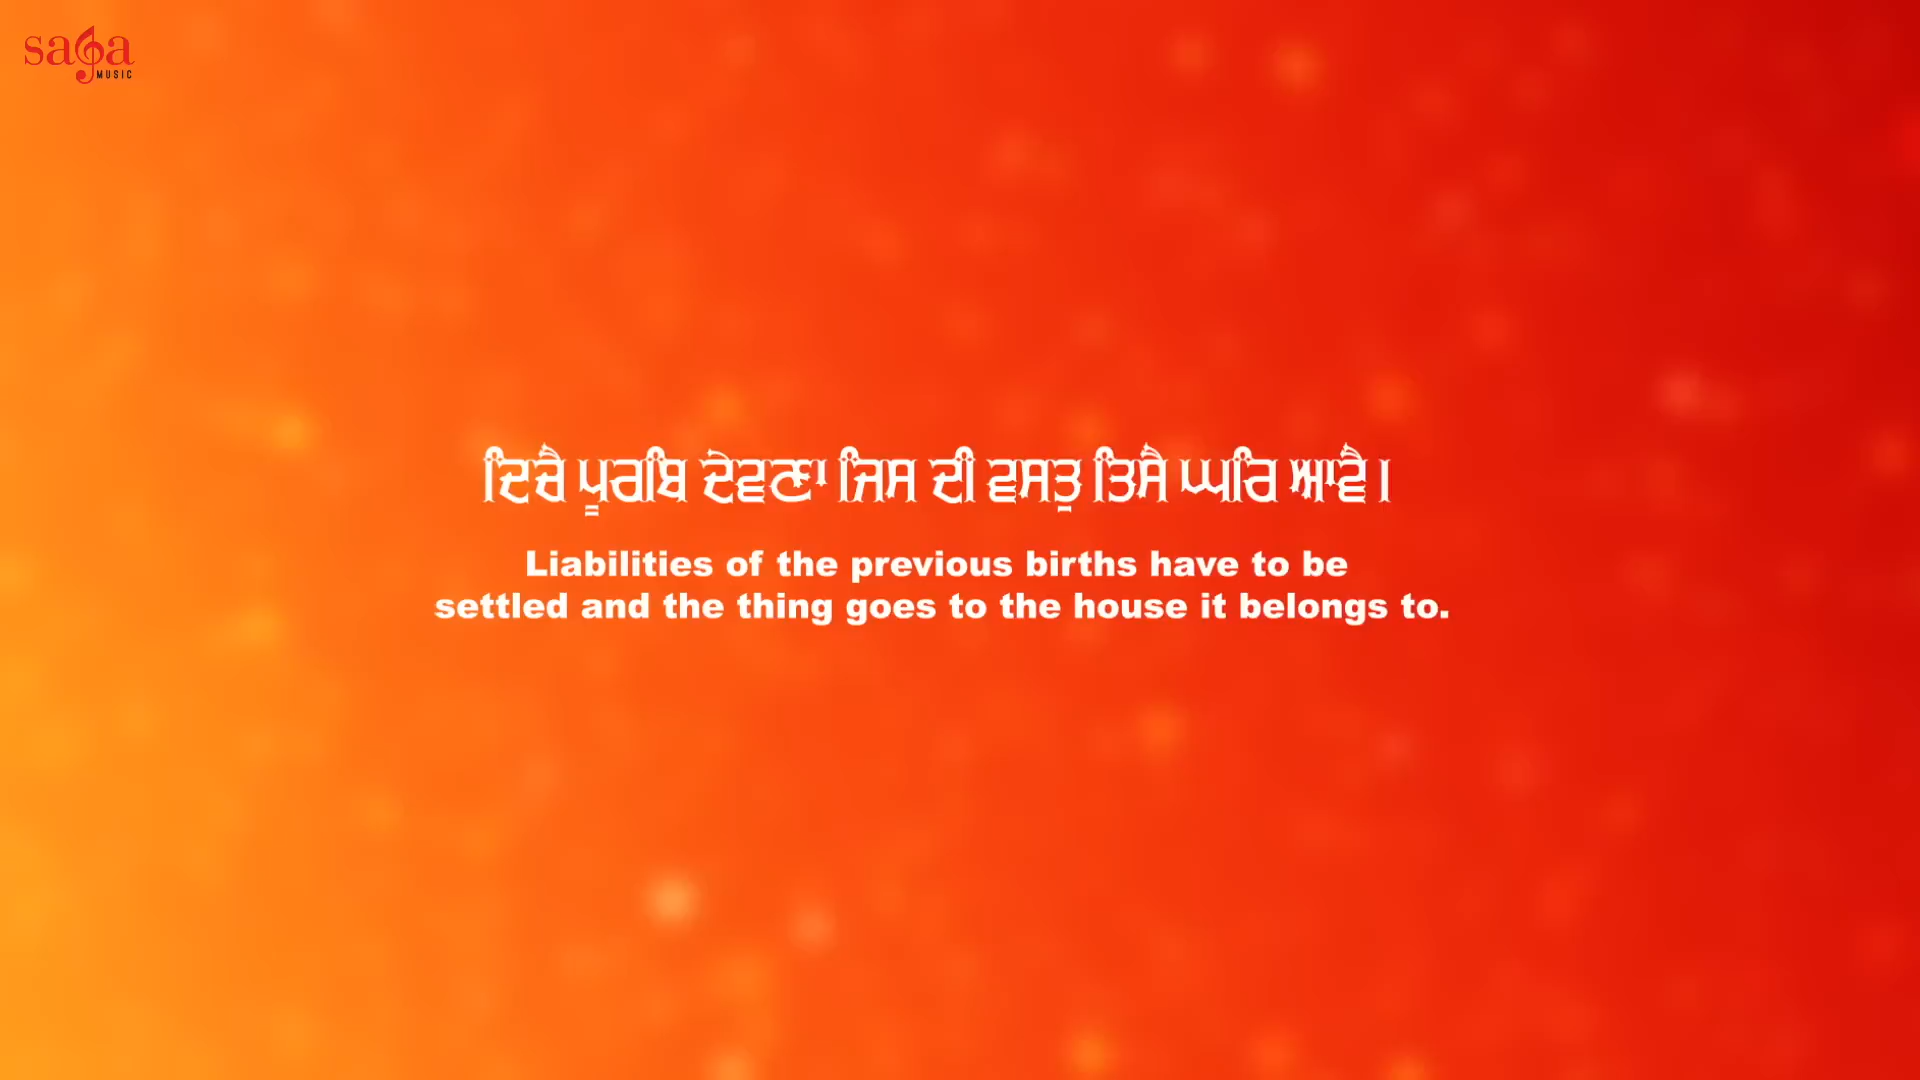 saga
MUSIC
ਦਿਚੈ ਪੂਰਬਿ ਦੇਵਣਾ ਜਿਸ ਦੀ ਵਸਤੁ ਤਿਸੈ ਘਰਿ ਆਵੈ।
Liabilities of the previous births have to be
settled and the thing goes to the house it belongs to.